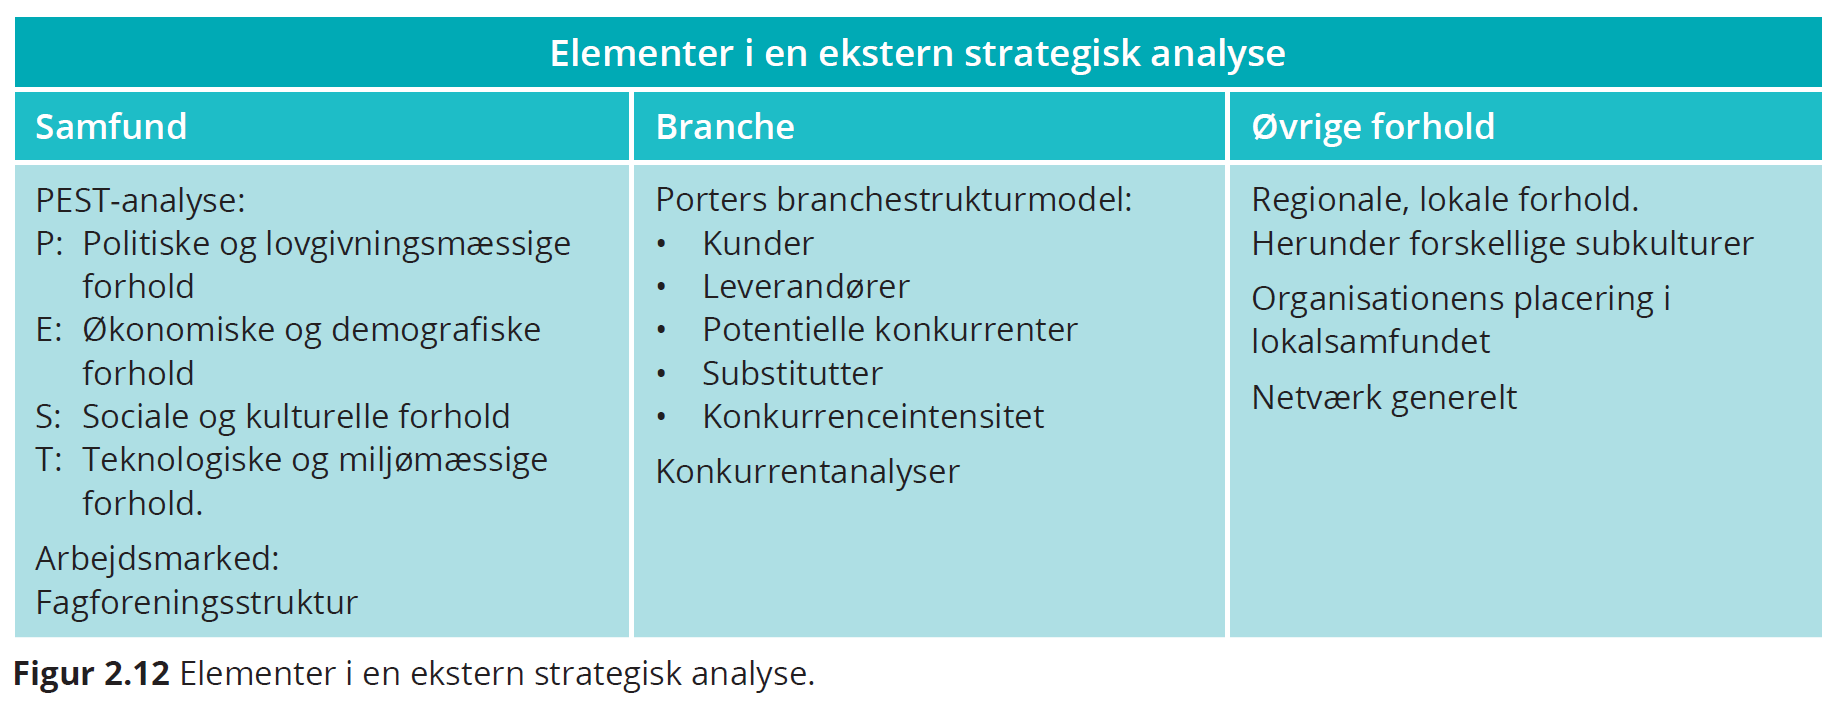 Elementer i en ekstern strategisk analyse
Samfund
PEST-analyse:
P: Politiske og lovgivningsmæssige
forhold
E: Økonomiske og demografiske
forhold
S: Sociale og kulturelle forhold
T: Teknologiske og miljømæssige
forhold.
Arbejdsmarked:
Fagforeningsstruktur
Branche
Porters branchestrukturmodel:
• Kunder
• Leverandører
• Potentielle konkurrenter
• Substitutter
• Konkurrenceintensitet
Konkurrentanalyser
Øvrige forhold
Regionale, lokale forhold.
Herunder forskellige subkulturer
Organisationens placering i
lokalsamfundet
Netværk generelt
Figur 2.12 Elementer i en ekstern strategisk analyse.